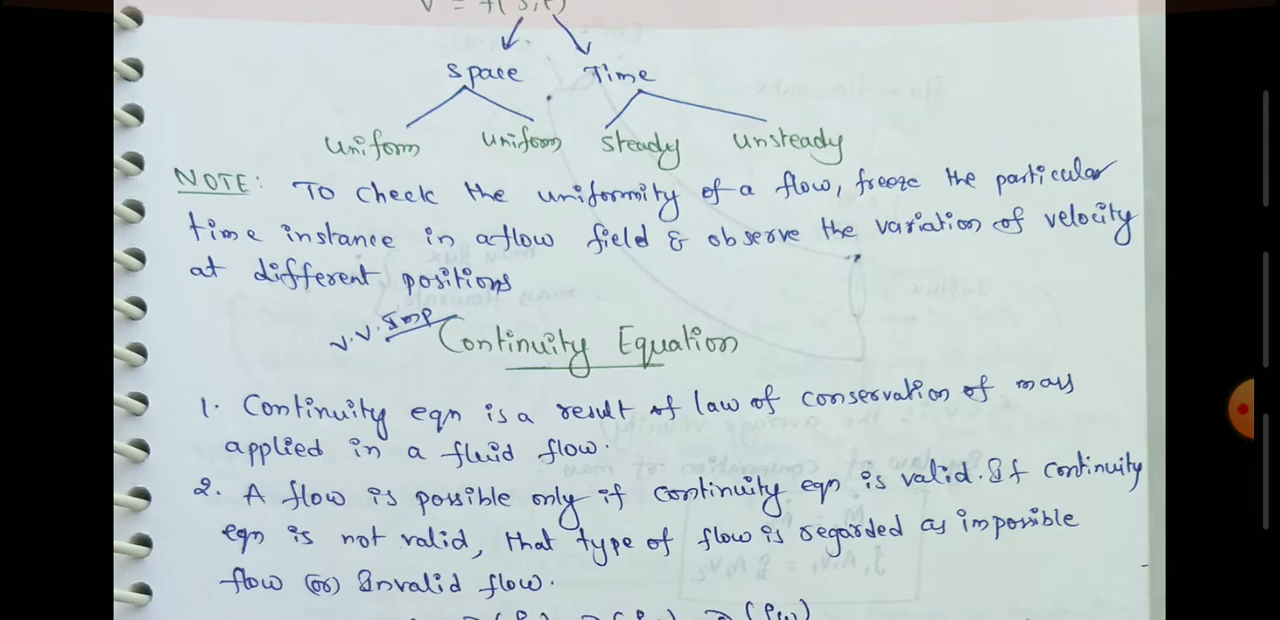 V = f(s,t)
space Time
uniform uniform steady unsteady
NOTE: To check the uniformity of a flow, freeze the particular
time instance in a flow field & observe the variation of velocity
at different positions
V.V.Imp Continuity Equation
1. Continuity eqn is a result of law of conservation of mass
applied in a fluid flow.
2. A flow is possible only if continuity eqn is valid. If continuity
eqn is not valid, that type of flow is regarded as impossible
flow (or) Invalid flow.